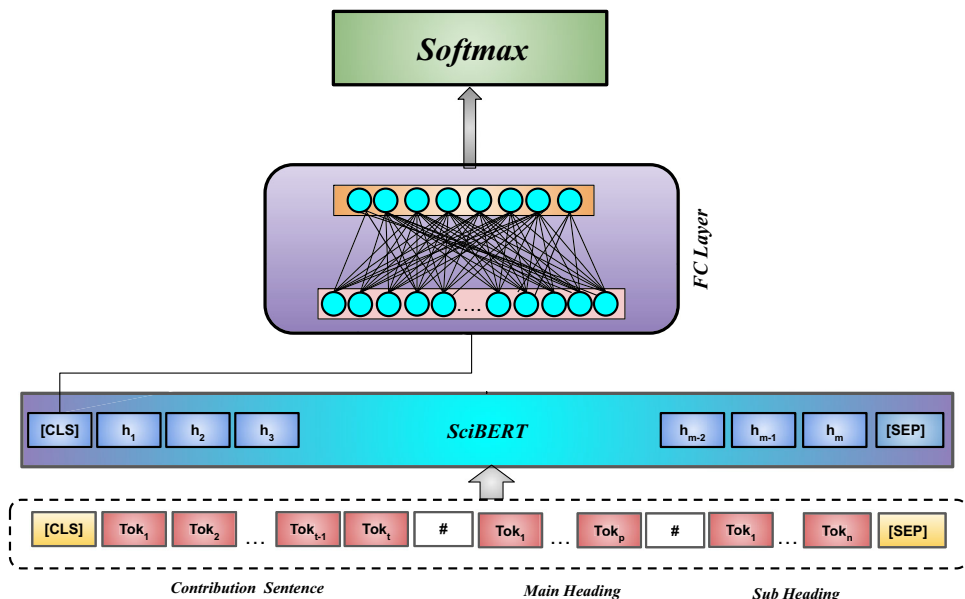 Softmax
FC Layer
....
[CLS] h1 h2 h3 SciBERT hm-2 hm-1 hm [SEP]
[CLS] Tok1 Tok2 ... Tokt-1 Tokt # Tok1 ... Tokp # Tok1 ... Tokn [SEP]
Contribution Sentence Main Heading Sub Heading